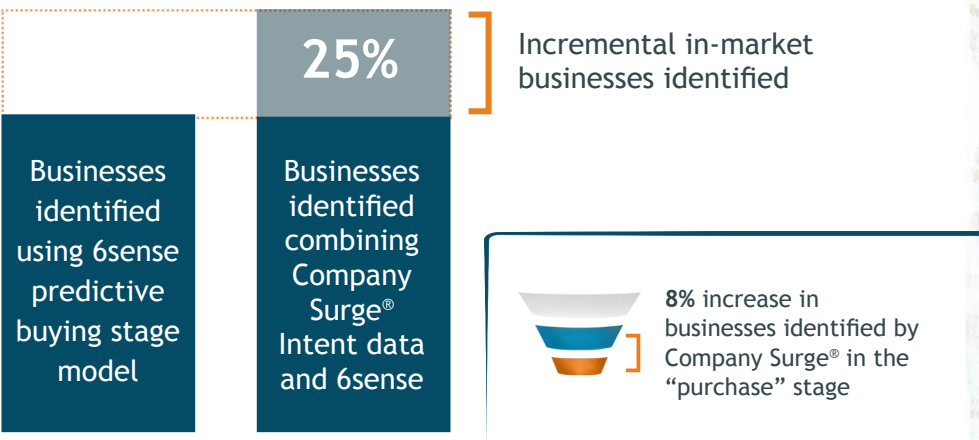 25%
Incremental in-market
businesses identified
Businesses
identified
using 6sense
predictive
buying stage
model
Businesses
identified
combining
Company
Surge®
Intent data
and 6sense
8% increase in
businesses identified by
Company Surge® in the
“purchase” stage